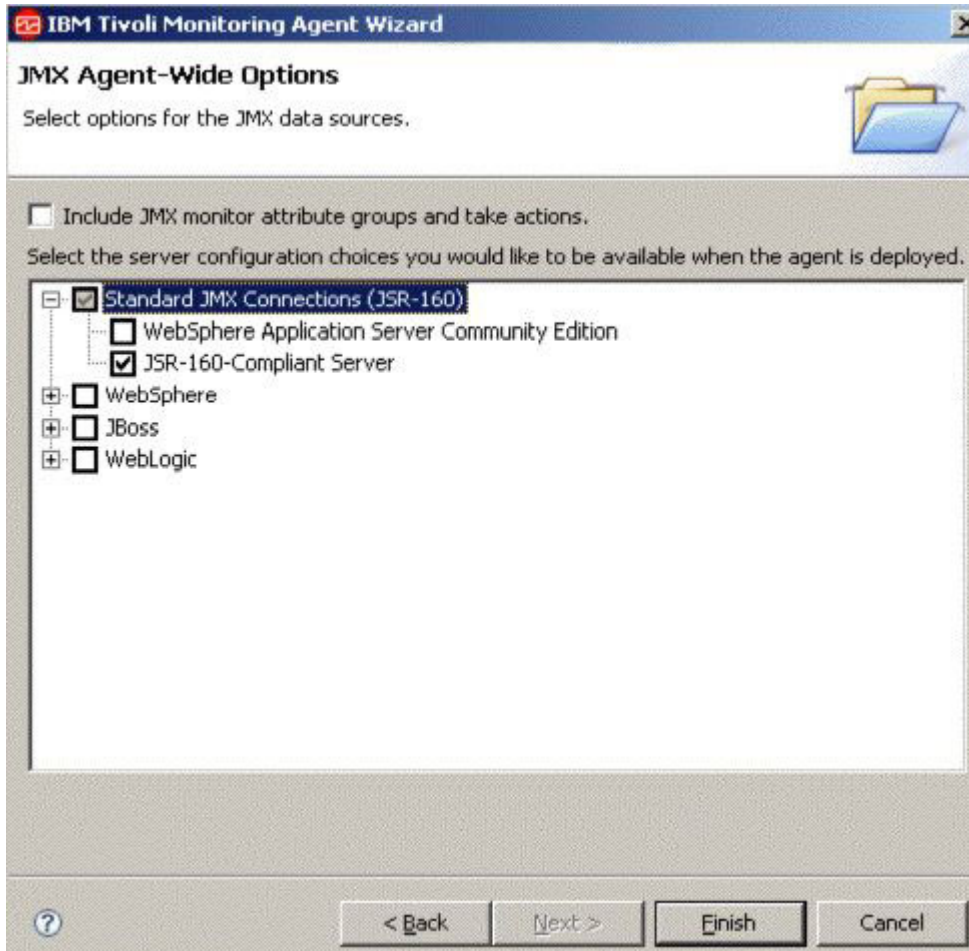 IBM Tivoli Monitoring Agent Wizard
JMX Agent-Wide Options
Select options for the JMX data sources.
Include JMX monitor attribute groups and take actions.
Select the server configuration choices you would like to be available when the agent is deployed.
Standard JMX Connections (JSR-160)
WebSphere Application Server Community Edition
JSR-160-Compliant Server
WebSphere
JBoss
WebLogic
? < Back Next > Finish Cancel